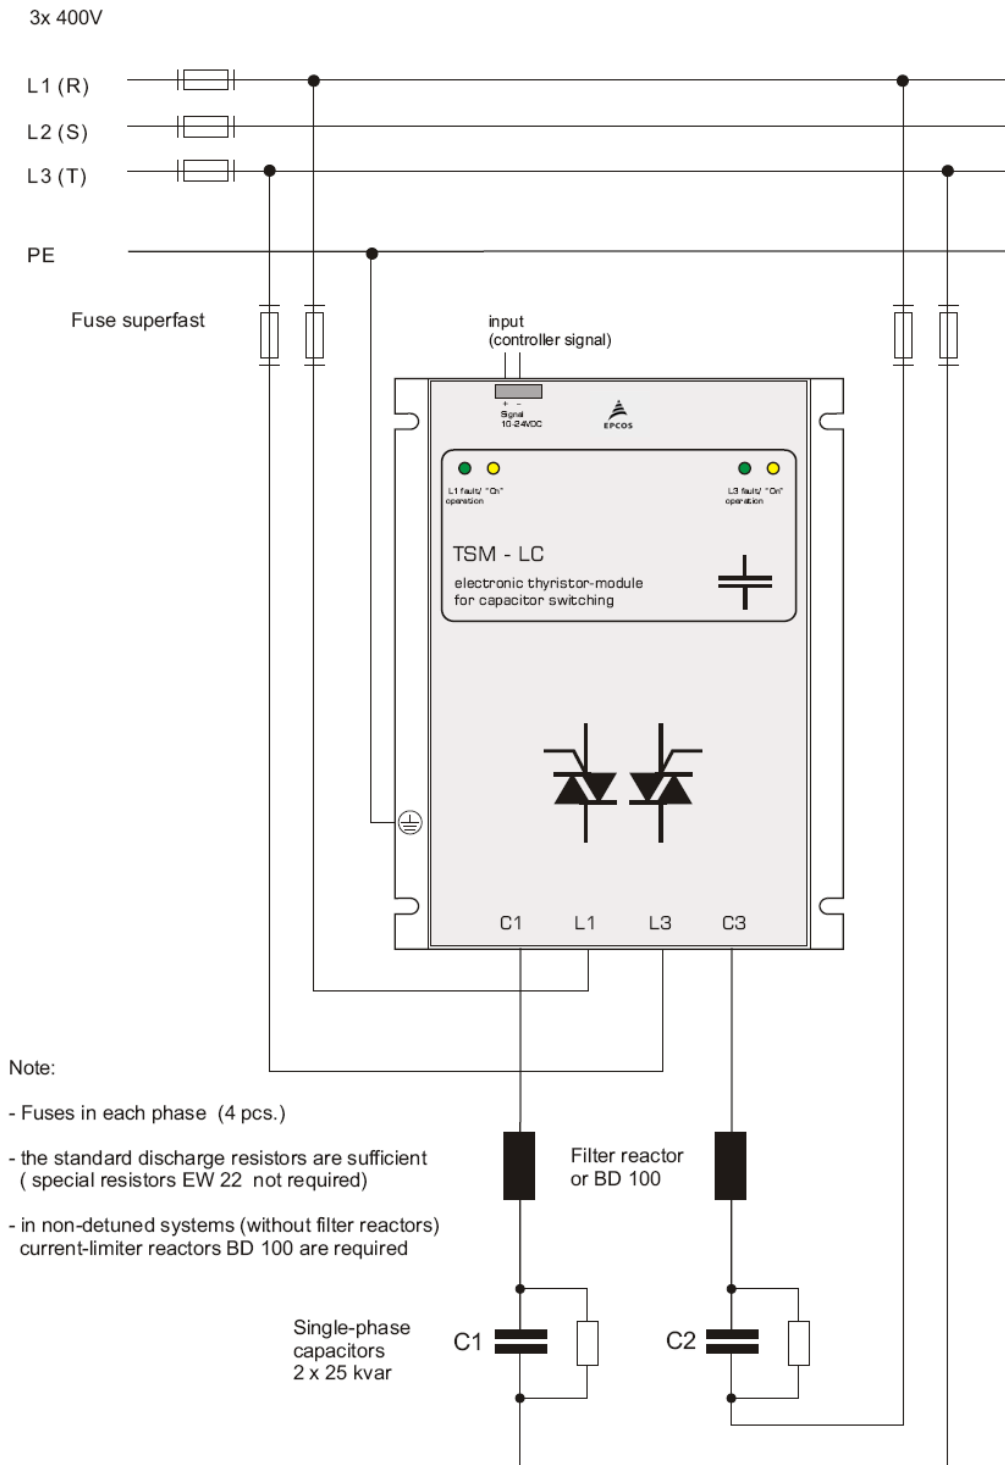 3x 400V
L1 (R)
L2 (S)
L3 (T)
PE
Fuse superfast
input
(controller signal)
+ -
Signal
10-24VDC
EPCOS
L1 fault/ "On"
operation
L3 fault/ "On"
operation
TSM - LC
electronic thyristor-module
for capacitor switching
C1 L1 L3 C3
Note:
- Fuses in each phase (4 pcs.)
- the standard discharge resistors are sufficient
( special resistors EW 22 not required)
- in non-detuned systems (without filter reactors)
current-limiter reactors BD 100 are required
Filter reactor
or BD 100
Single-phase
capacitors
2 x 25 kvar
C1
C2